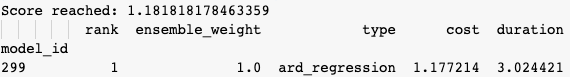 Score reached: 1.181818178463359
rank ensemble_weight type cost duration
model_id
299 1 1.0 ard_regression 1.177214 3.024421